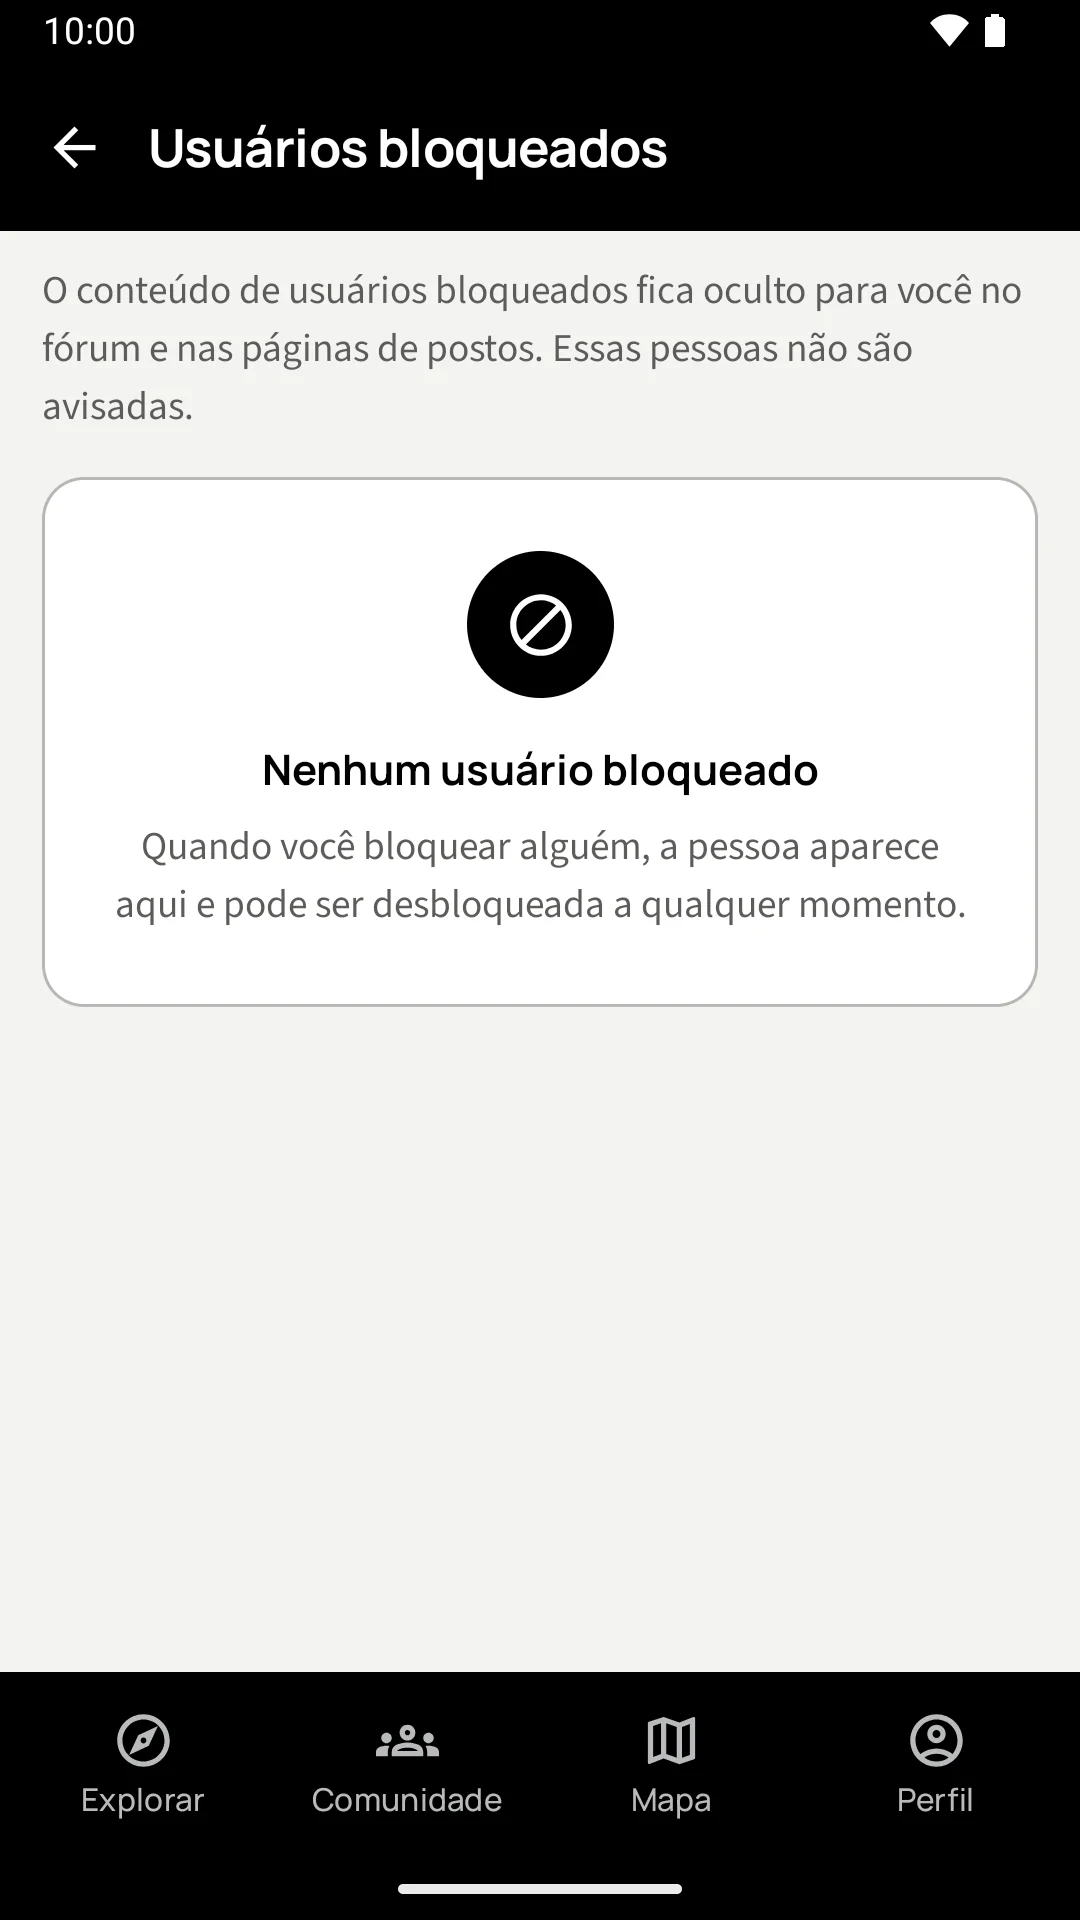 10:00
Usuários bloqueados
O conteúdo de usuários bloqueados fica oculto para você no
fórum e nas páginas de postos. Essas pessoas não são
avisadas.
Nenhum usuário bloqueado
Quando você bloquear alguém, a pessoa aparece
aqui e pode ser desbloqueada a qualquer momento.
Explorar
Comunidade
Mapa
Perfil